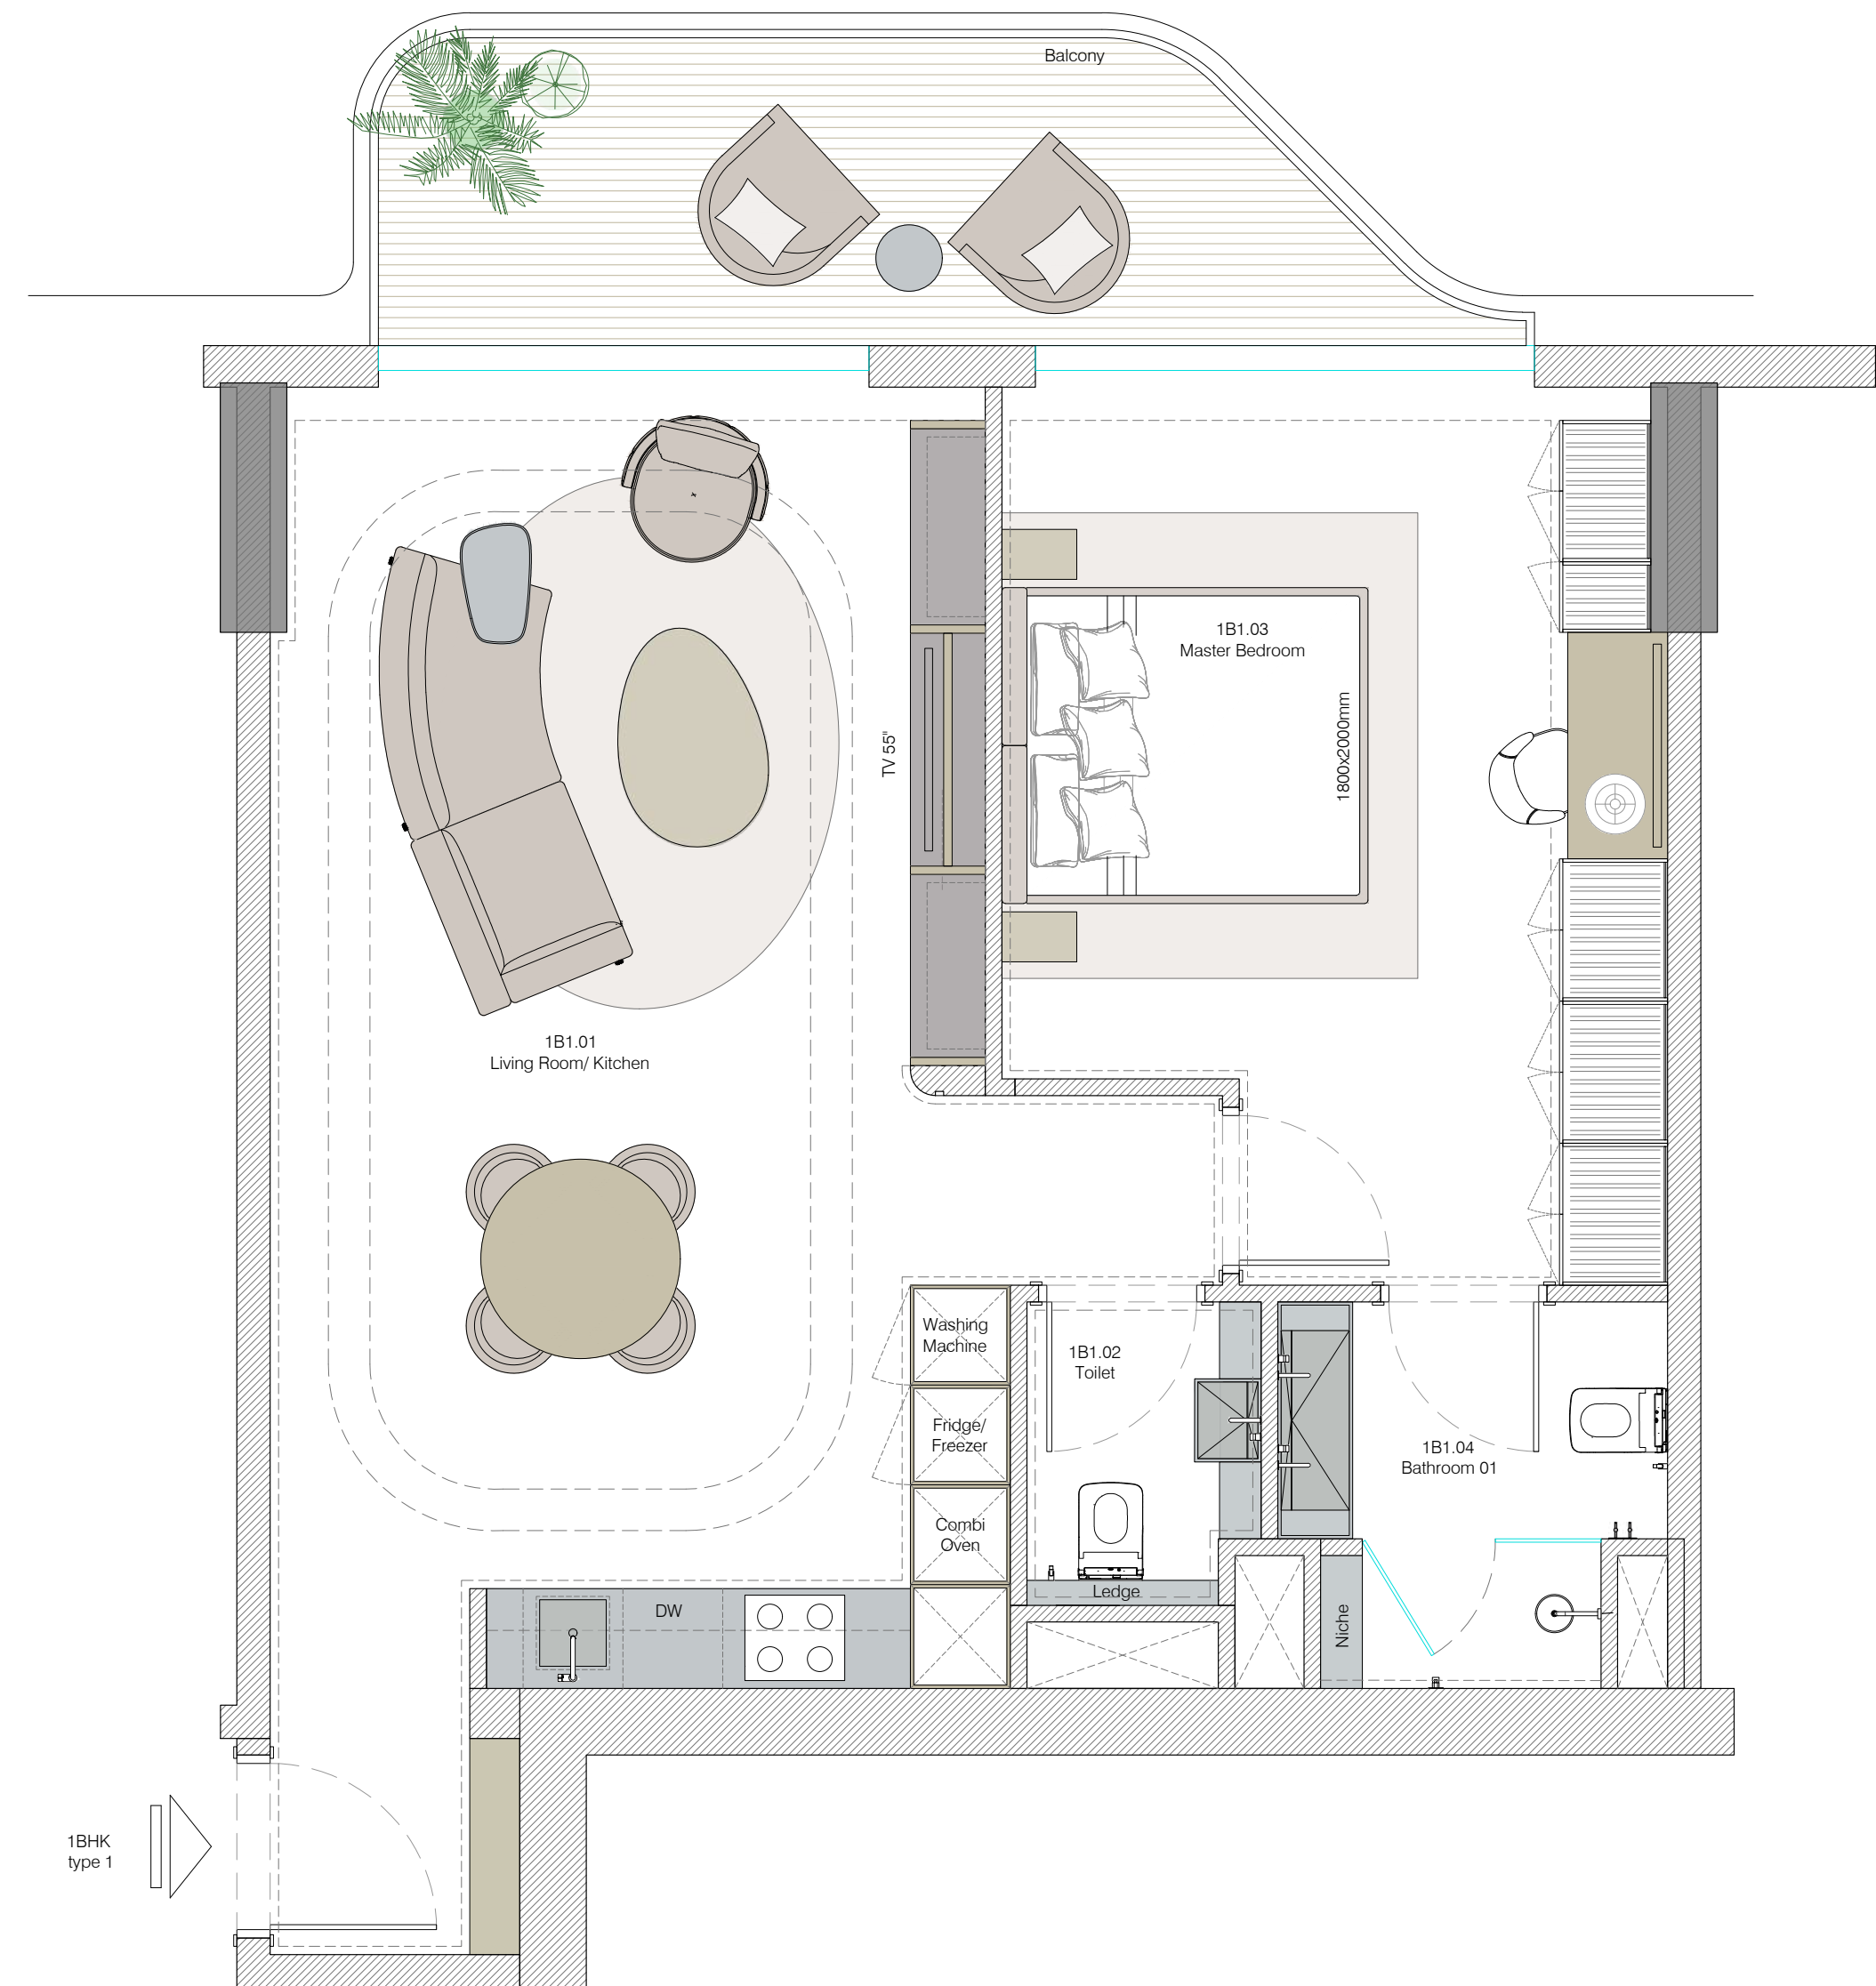 Balcony
1B1.03
Master Bedroom
1800x2000mm
TV 55"
1B1.01
Living Room/ Kitchen
Washing
Machine
1B1.02
Toilet
Fridge/
Freezer
1B1.04
Bathroom 01
Combi
Oven
Ledge
DW
Niche
1BHK
type 1